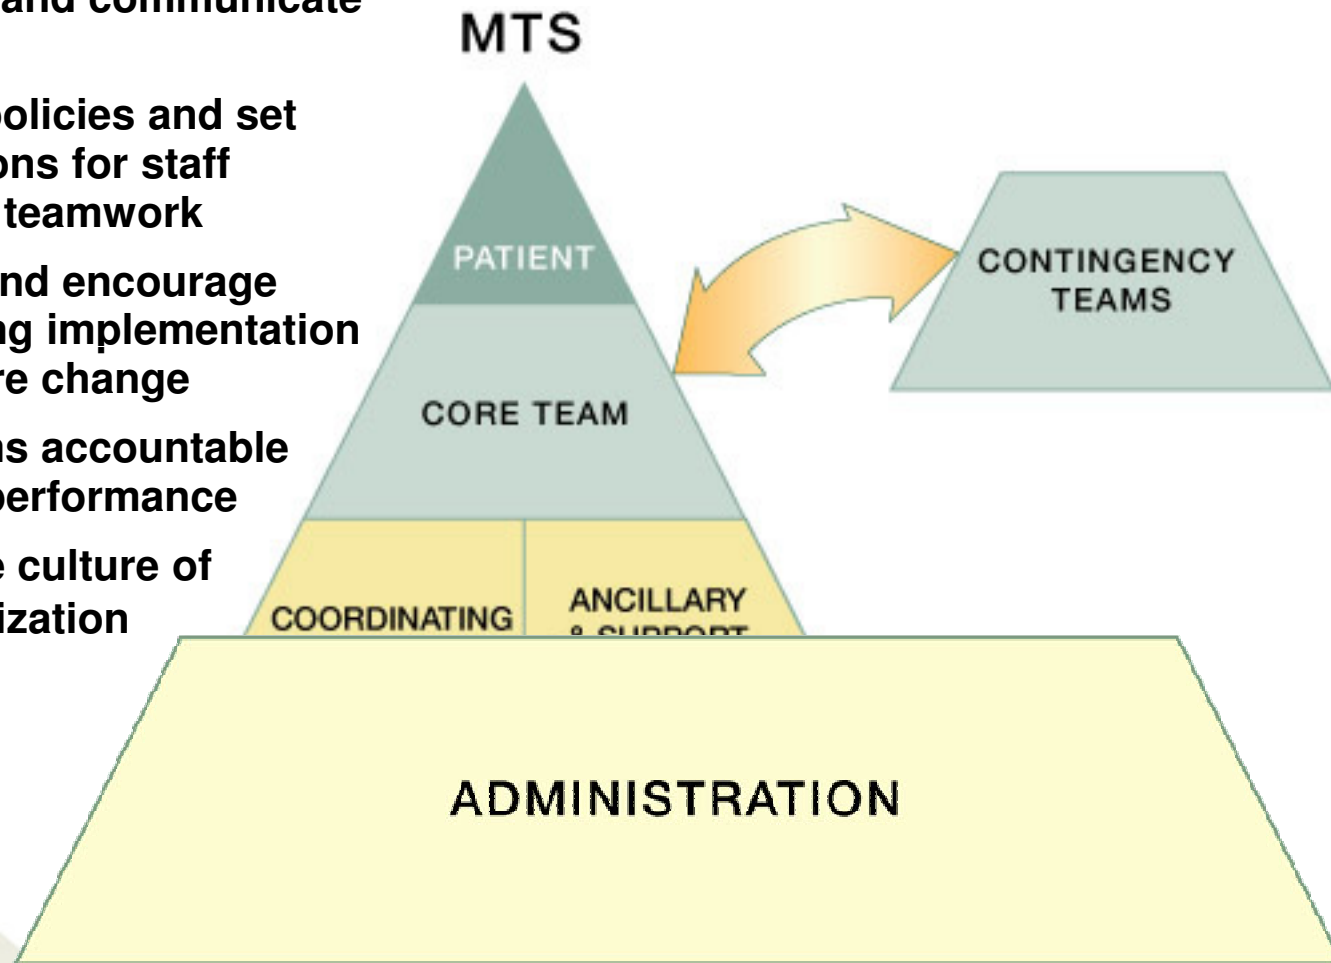 and communicate
policies and set
ons for staff
teamwork
nd encourage
ng implementation
re change
ns accountable
performance
e culture of
ization
MTS
PATIENT
CORE TEAM
COORDINATING
ANCILLARY
& SUPPORT
CONTINGENCY
TEAMS
ADMINISTRATION